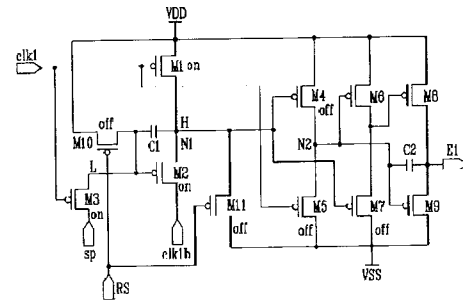 VDD
clk1
M1 on
M4
off
M6
M8
off
H
M10
C1
N1
N2
C2
E1
L
M2
on
M3
on
M11
off
M5
off
M7
off
M9
sp
clk1b
RS
VSS